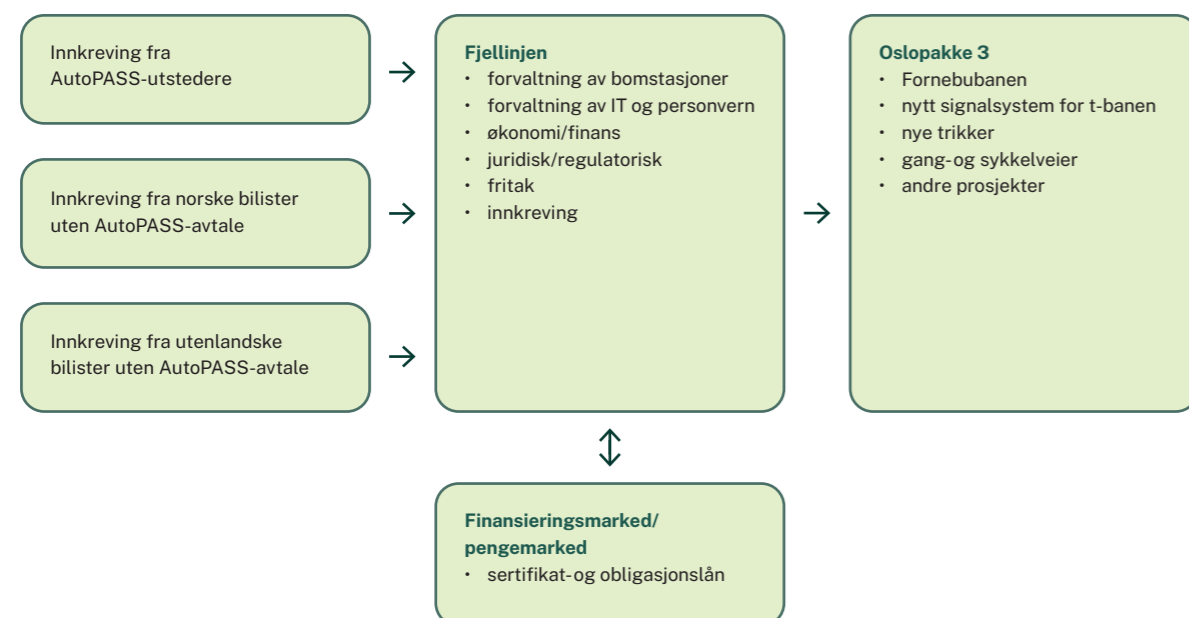 Innkreving fra
AutoPASS-utstedere
Innkreving fra norske bilister
uten AutoPASS-avtale
Innkreving fra utenlandske
bilister uten AutoPASS-avtale
Fjellinjen
• forvaltning av bomstasjoner
• forvaltning av IT og personvern
• økonomi/finans
• juridisk/regulatorisk
• fritak
• innkreving
Oslopakke 3
• Fornebubanen
• nytt signalsystem for t-banen
• nye trikker
• gang- og sykkelveier
• andre prosjekter
Finansieringsmarked/
pengemarked
• sertifikat- og obligasjonslån